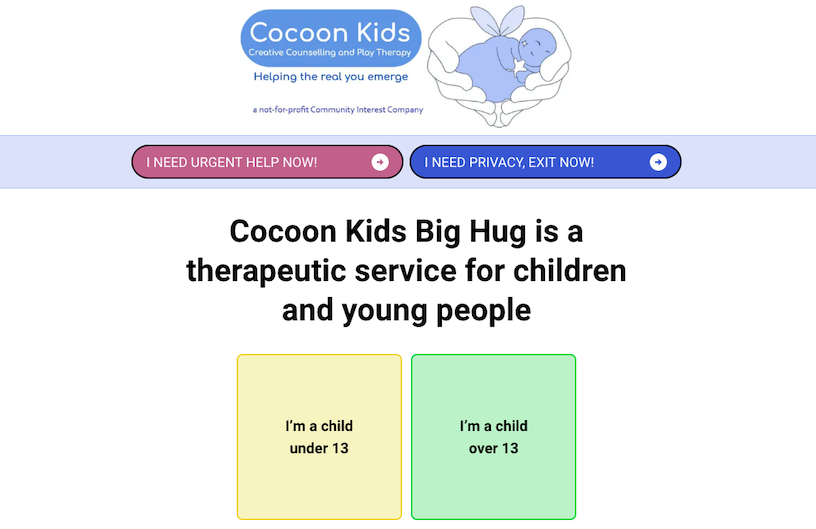 Cocoon Kids
Creative Counselling and Play Therapy
Helping the real you emerge
a not-for-profit Community Interest Company
I NEED URGENT HELP NOW!
I NEED PRIVACY, EXIT NOW!
Cocoon Kids Big Hug is a
therapeutic service for children
and young people
I'm a child
under 13
I'm a child
over 13